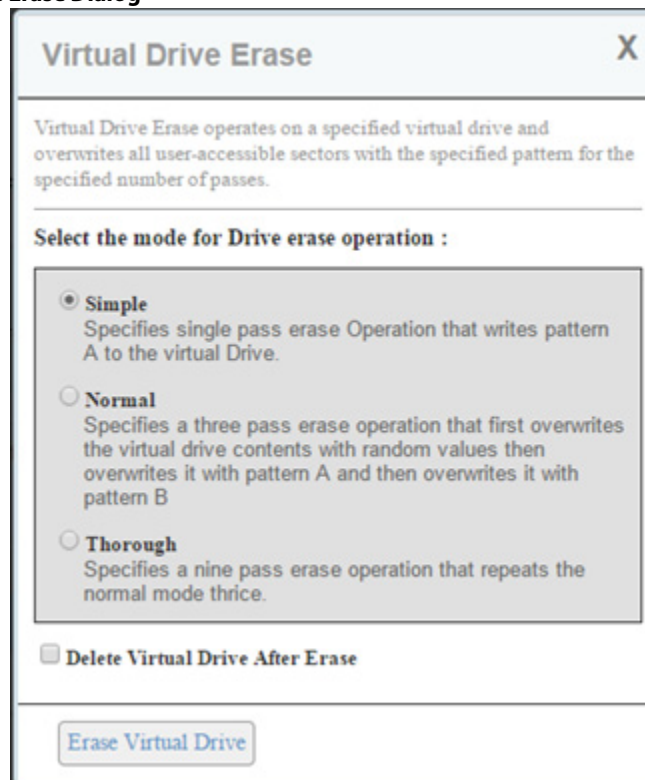 Erase Dialog
Virtual Drive Erase X
Virtual Drive Erase operates on a specified virtual drive and
overwrites all user-accessible sectors with the specified pattern for the
specified number of passes.
Select the mode for Drive erase operation :
Simple
Specifies single pass erase Operation that writes pattern
A to the virtual Drive.
Normal
Specifies a three pass erase operation that first overwrites
the virtual drive contents with random values then
overwrites it with pattern A and then overwrites it with
pattern B
Thorough
Specifies a nine pass erase operation that repeats the
normal mode thrice.
Delete Virtual Drive After Erase
Erase Virtual Drive